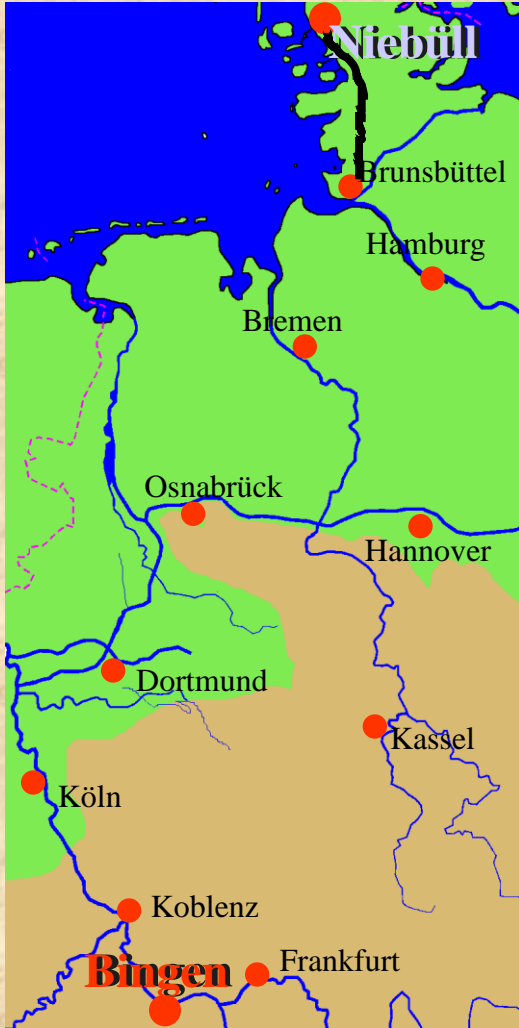 Niebüll
Brunsbüttel
Hamburg
Bremen
Osnabrück
Hannover
Dortmund
Kassel
Köln
Koblenz
Frankfurt
Bingen